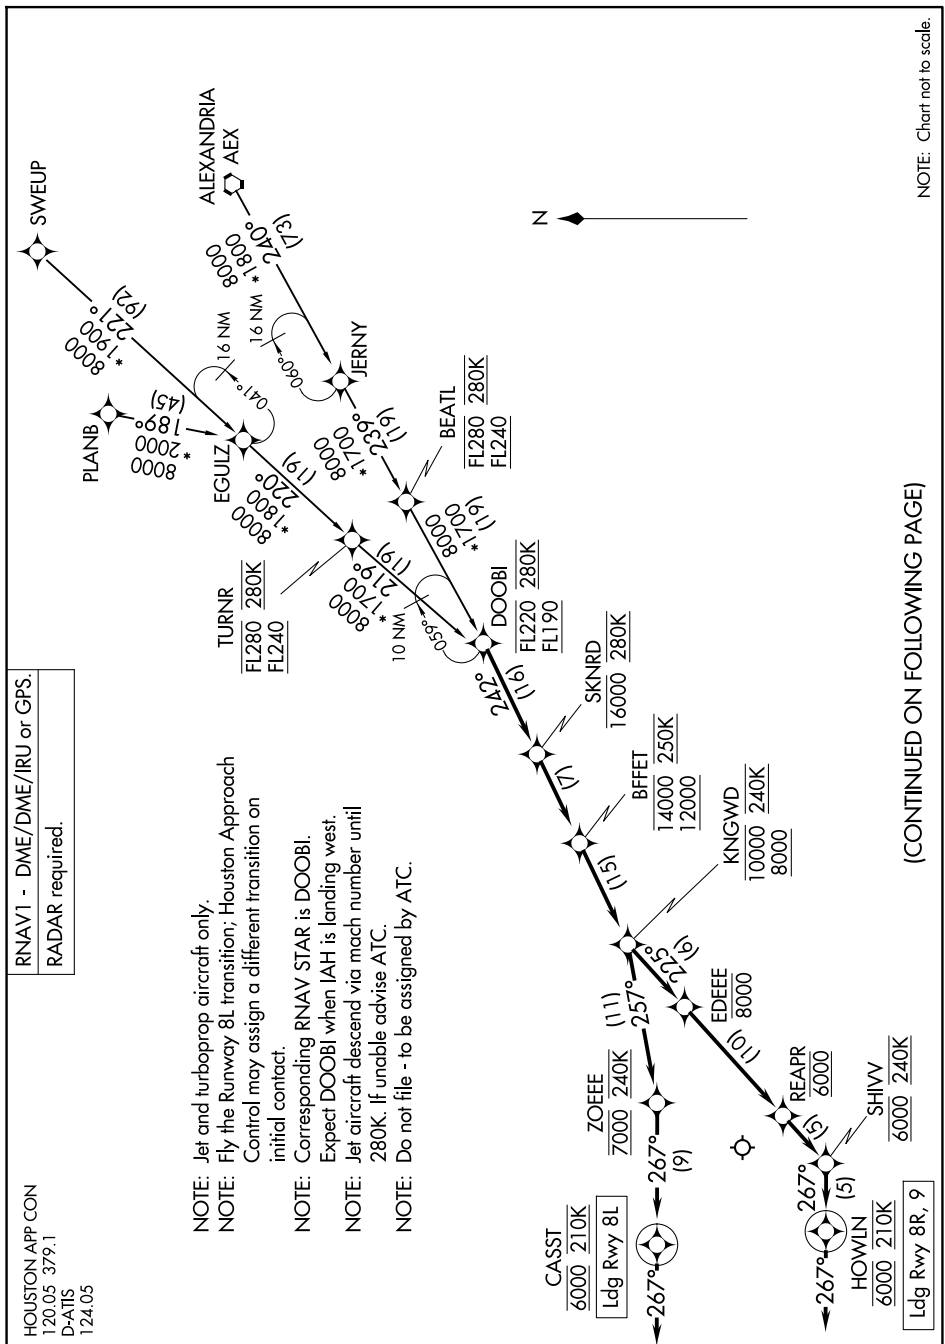 HOUSTON APP CON
120.05 379.1
D-ATIS
124.05
RNAV1 - DME/DME/IRU or GPS.
RADAR required.
NOTE: Jet and turboprop aircraft only.
NOTE: Fly the Runway 8L transition; Houston Approach
Control may assign a different transition on
initial contact.
NOTE: Corresponding RNAV STAR is DOOBI.
Expect DOOBI when IAH is landing west.
NOTE: Jet aircraft descend via mach number until
280K. If unable advise ATC.
NOTE: Do not file - to be assigned by ATC.
SWEUP
8000
*1900
221°
(92)
PLANB
8000
*2000
189°
(45)
ALEXANDRIA
AEX
8000
*1800
240°
(73)
EGULZ
041°
16 NM
8000
*1800
220°
(19)
JERNY
060°
16 NM
8000
*1700
239°
(19)
TURNR
FL280 280K
FL240
8000
*1700
219°
(19)
BEATL
FL280 280K
FL240
8000
*1700
(19)
10 NM
059°
DOOBI
FL220 280K
FL190
242°
(16)
SKNRD
16000 280K
(7)
BFFET
14000 250K
12000
(15)
KNGWD
10000 240K
8000
257°
(11)
225°
(6)
ZOEEE
7000 240K
267°
(9)
CASST
6000 210K
Ldg Rwy 8L
267°
EDEEE
8000
(10)
REAPR
6000
(5)
SHIVV
6000 240K
267°
(5)
HOWLN
6000 210K
Ldg Rwy 8R, 9
267°
N
NOTE: Chart not to scale.
(CONTINUED ON FOLLOWING PAGE)